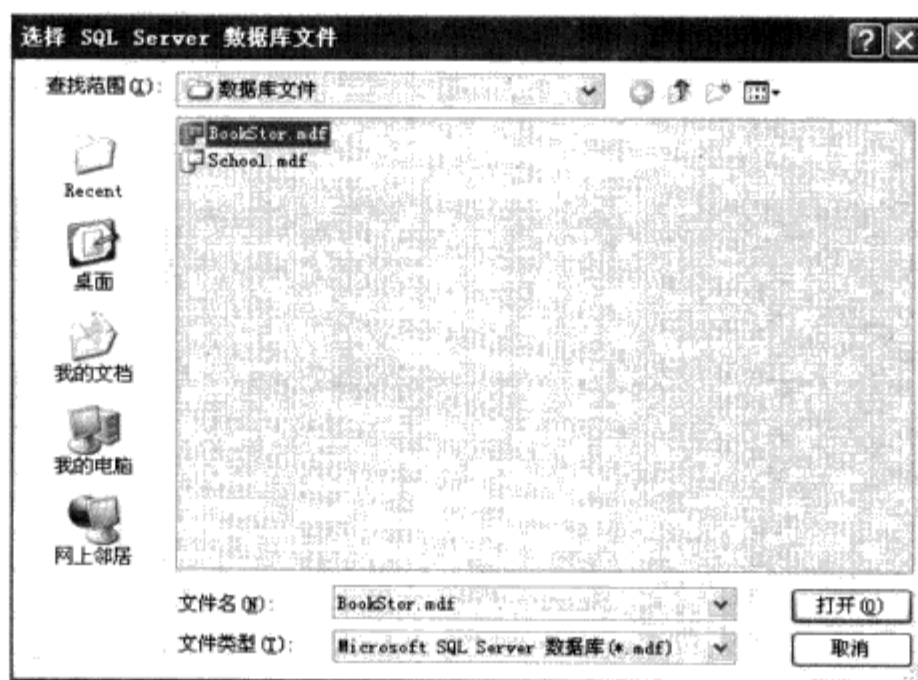 选择 SQL Server 数据库文件
查找范围(I):
数据库文件
BookStor.mdf
School.mdf
Recent
桌面
我的文档
我的电脑
网上邻居
文件名(N):
BookStor.mdf
打开(O)
文件类型(T):
Microsoft SQL Server 数据库(*.mdf)
取消